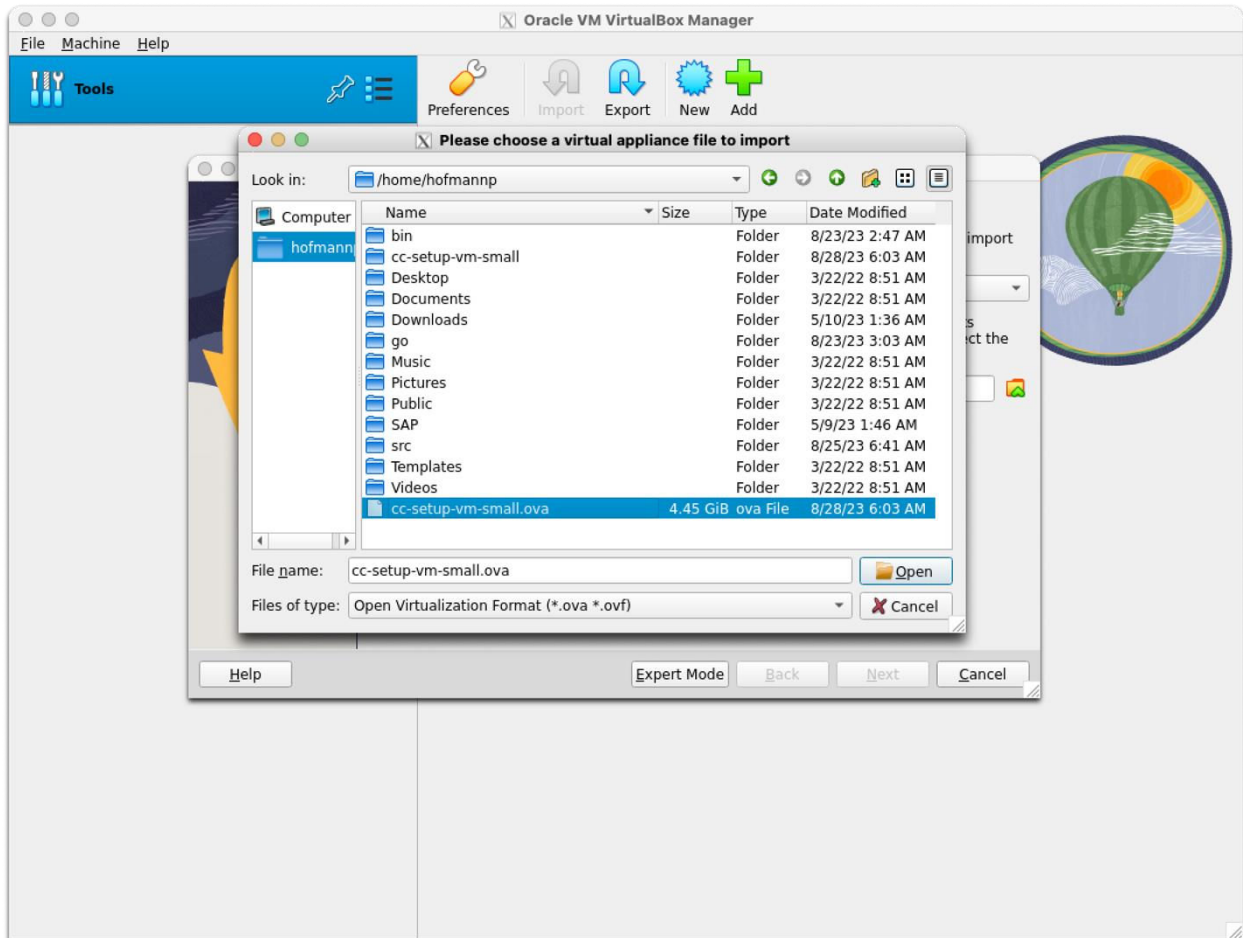 Oracle VM VirtualBox Manager
File Machine Help
Tools
Preferences Import Export New Add
Please choose a virtual appliance file to import
Look in: /home/hofmannp
Computer
hofmannp
Name Size Type Date Modified
bin Folder 8/23/23 2:47 AM
cc-setup-vm-small Folder 8/28/23 6:03 AM
Desktop Folder 3/22/22 8:51 AM
Documents Folder 3/22/22 8:51 AM
Downloads Folder 5/10/23 1:36 AM
go Folder 8/23/23 3:03 AM
Music Folder 3/22/22 8:51 AM
Pictures Folder 3/22/22 8:51 AM
Public Folder 3/22/22 8:51 AM
SAP Folder 5/9/23 1:46 AM
src Folder 8/25/23 6:41 AM
Templates Folder 3/22/22 8:51 AM
Videos Folder 3/22/22 8:51 AM
cc-setup-vm-small.ova 4.45 GiB ova File 8/28/23 6:03 AM
import
the
File name: cc-setup-vm-small.ova Open
Files of type: Open Virtualization Format (*.ova *.ovf) Cancel
Help Expert Mode Back Next Cancel